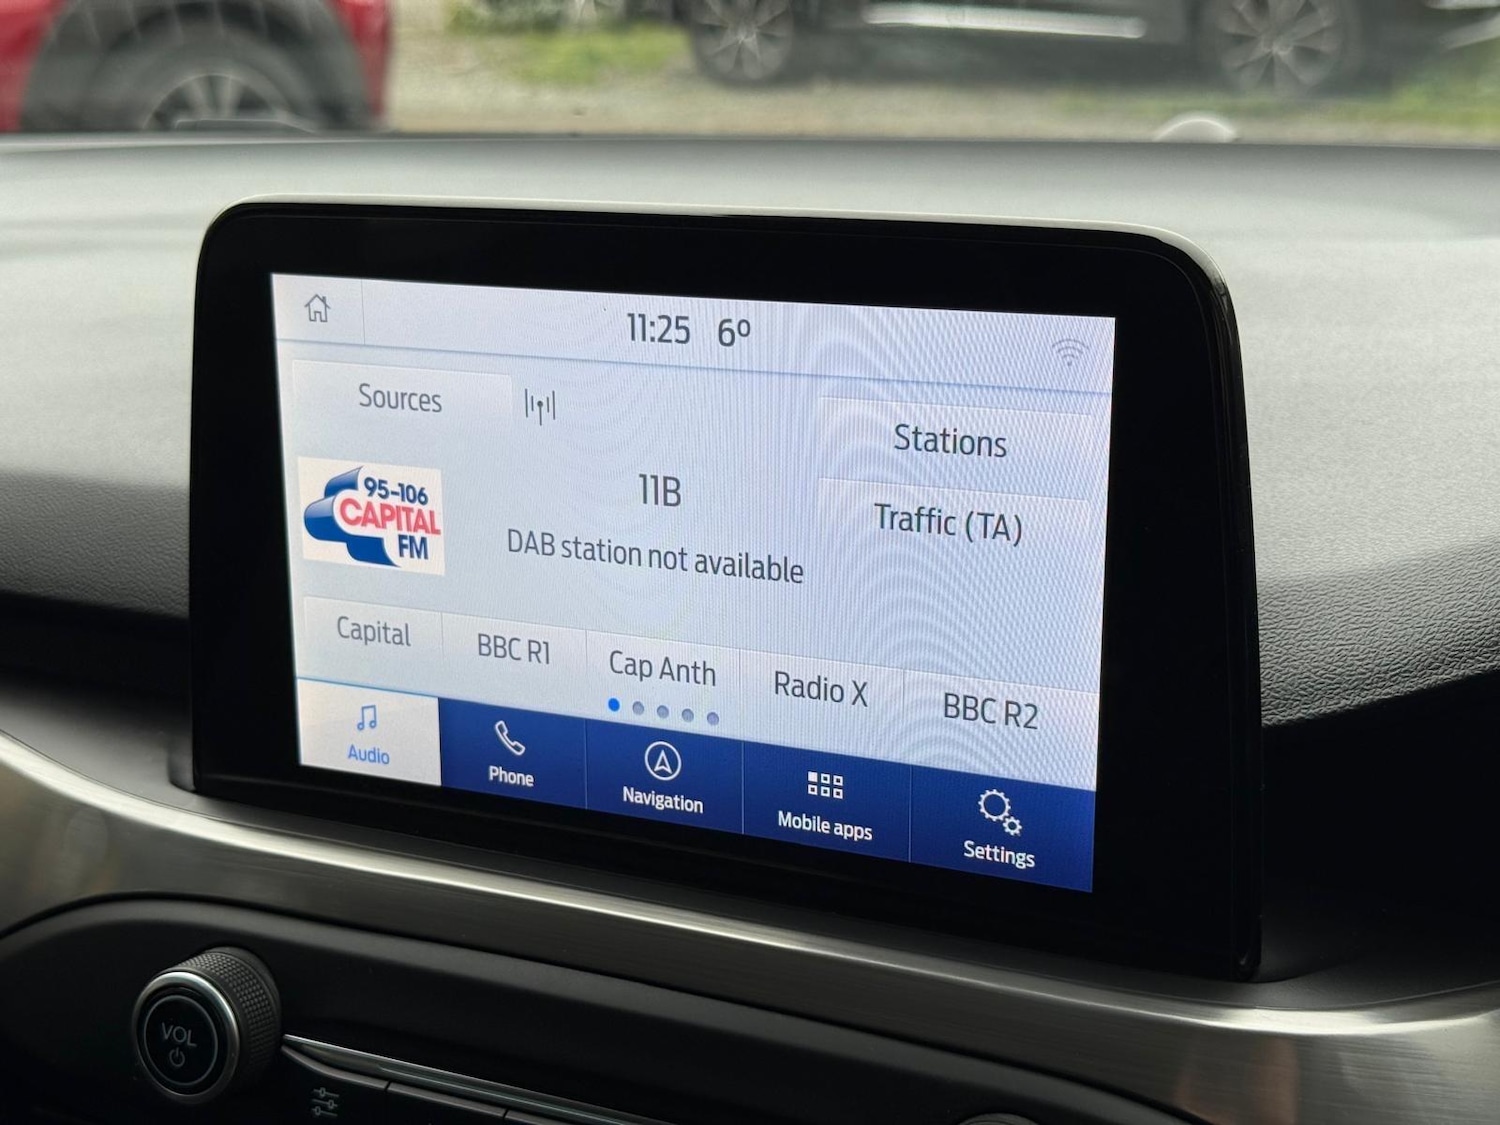 11:25 6°
Sources
Stations
95-106
CAPITAL
FM
11B
Traffic (TA)
DAB station not available
Capital
BBC R1
Cap Anth
Radio X
BBC R2
Audio
Phone
Navigation
Mobile apps
Settings
VOL